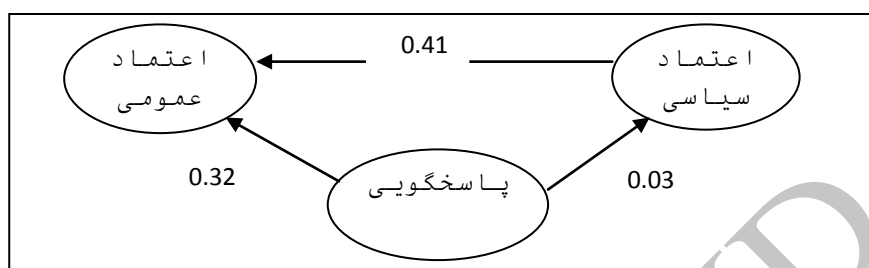 اعتماد
سیاسی
0.41
اعتماد
عمومی
پاسخگویی
0.03
0.32